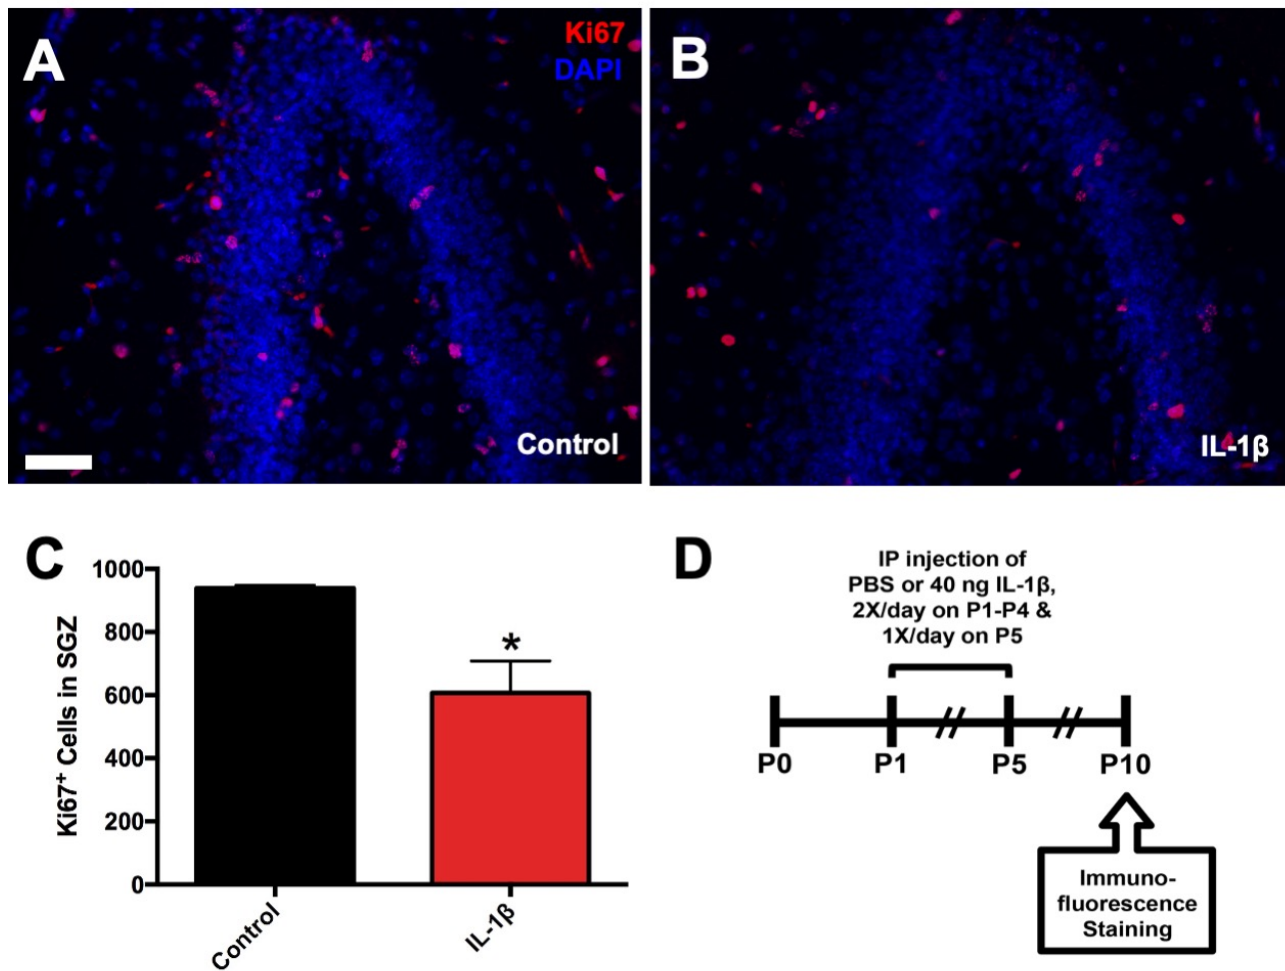 A
Ki67
DAPI
Control
B
IL-1β
C
Ki67⁺ Cells in SGZ
1000
800
600
400
200
0
*
Control
IL-1β
D
IP injection of
PBS or 40 ng IL-1β,
2X/day on P1-P4 &
1X/day on P5
P0
P1
P5
P10
Immuno-
fluorescence
Staining